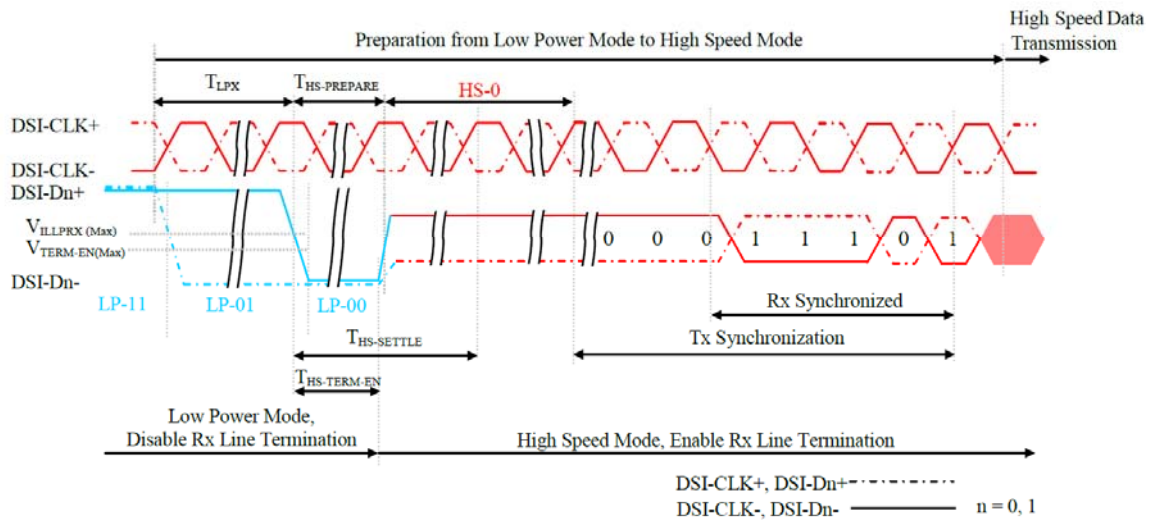 High Speed Data
Transmission
Preparation from Low Power Mode to High Speed Mode
TLPX
THS-PREPARE
HS-0
DSI-CLK+
DSI-CLK-
DSI-Dn+
VILLPRX (Max)
VTERM-EN(Max)
0 0 0 1 1 1 0 1
DSI-Dn-
LP-11 LP-01 LP-00
Rx Synchronized
THS-SETTLE
Tx Synchronization
THS-TERM-EN
Low Power Mode,
Disable Rx Line Termination
High Speed Mode, Enable Rx Line Termination
DSI-CLK+, DSI-Dn+
DSI-CLK-, DSI-Dn- n = 0, 1